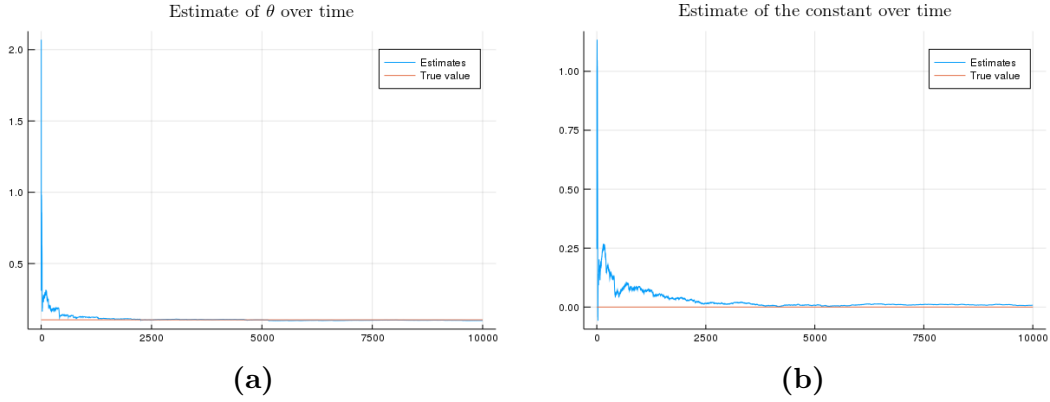 Estimate of θ over time
2.0
1.5
1.0
0.5
0
2500
5000
7500
10000
Estimates
True value
(a)
Estimate of the constant over time
1.00
0.75
0.50
0.25
0.00
0
2500
5000
7500
10000
Estimates
True value
(b)